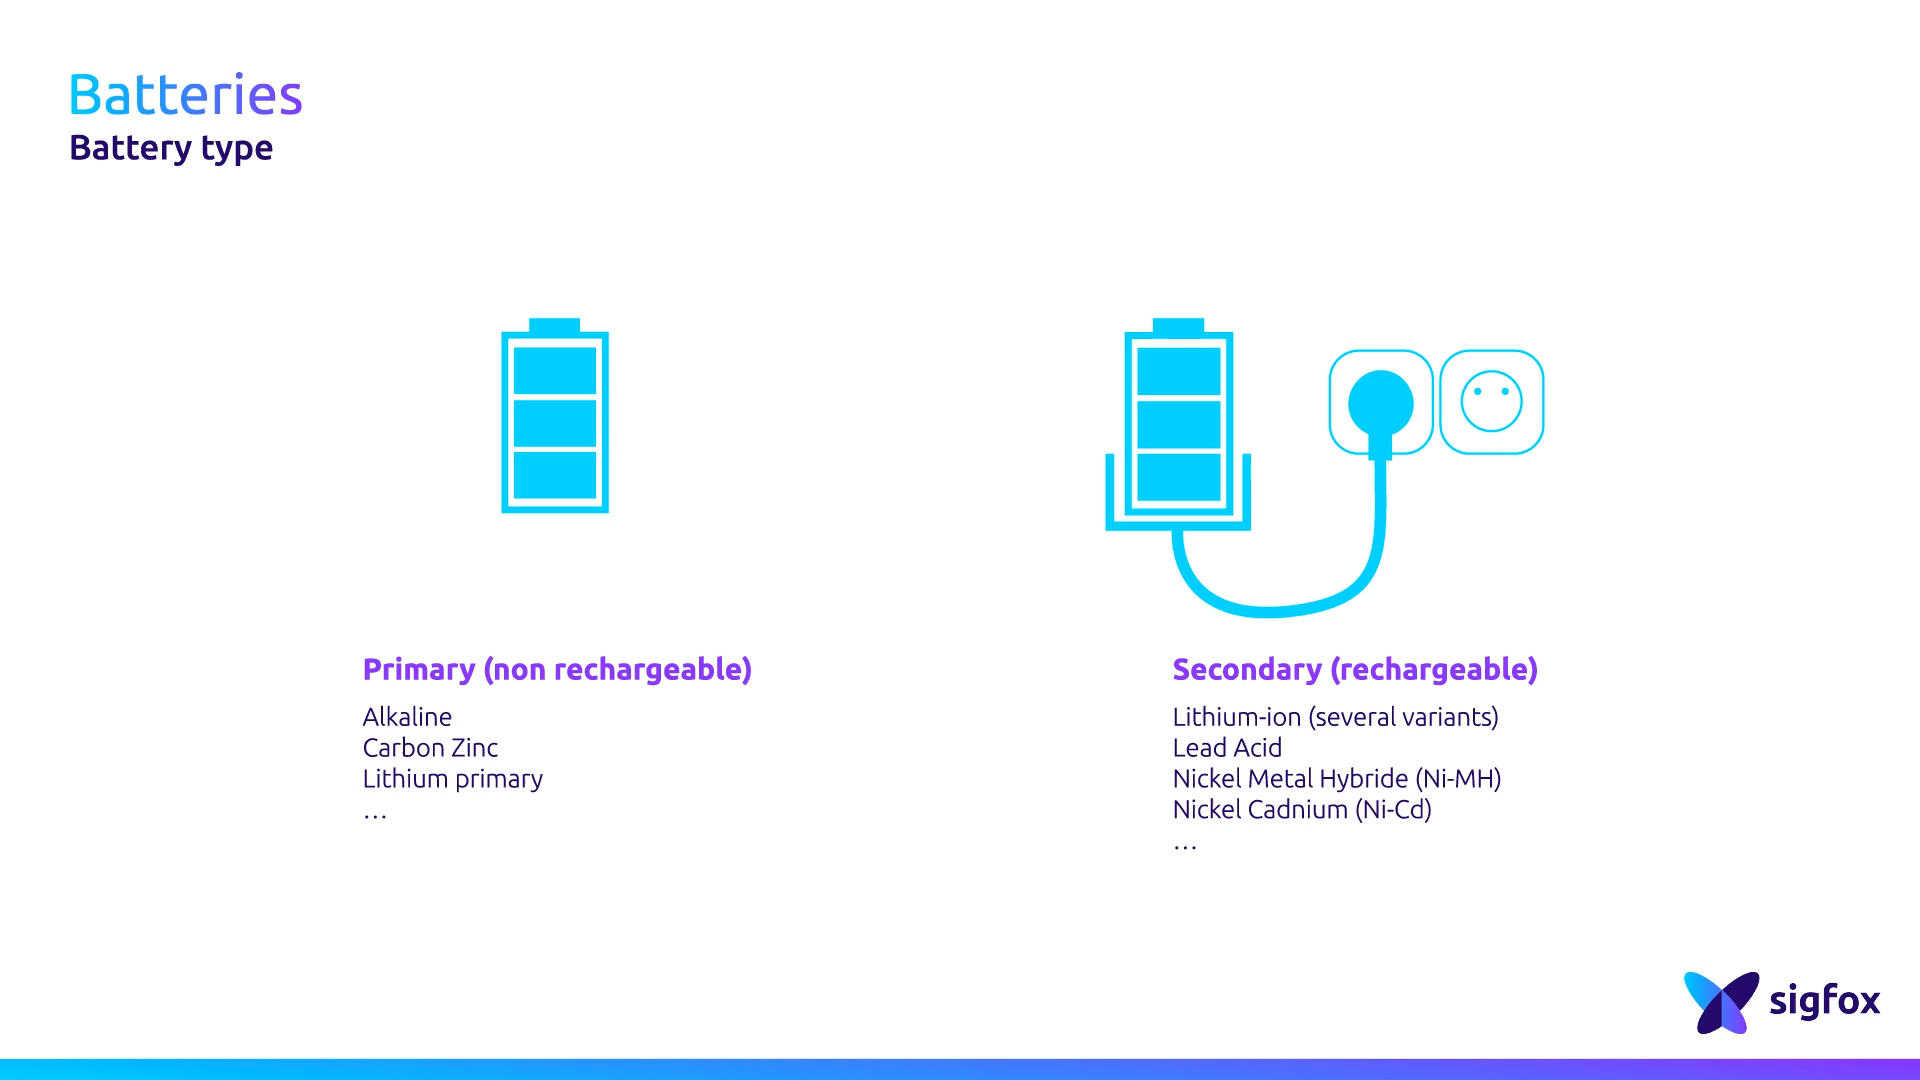 Batteries
Battery type
Primary (non rechargeable)
Alkaline
Carbon Zinc
Lithium primary
…
Secondary (rechargeable)
Lithium-ion (several variants)
Lead Acid
Nickel Metal Hybride (Ni-MH)
Nickel Cadnium (Ni-Cd)
…
sigfox